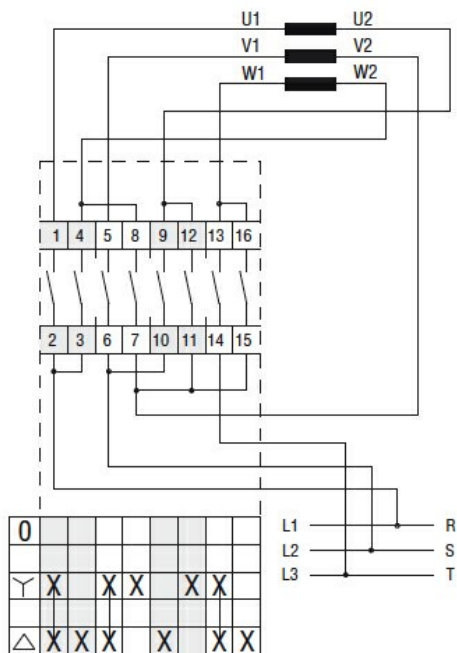 U1 U2
V1 V2
W1 W2
1 4 5 8 9 12 13 16
2 3 6 7 10 11 14 15
L1 R
L2 S
L3 T
0
Y X X X X X
△ X X X X X X